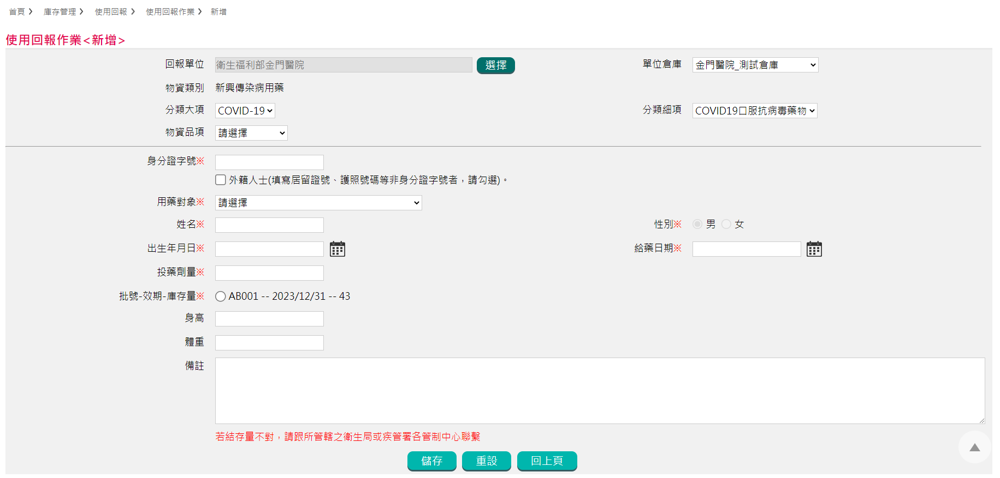 首頁 > 庫存管理 > 使用回報 > 使用回報作業 > 新增
使用回報作業<新增>
回報單位 衛生福利部金門醫院 選擇 單位倉庫 金門醫院_測試倉庫
物資類別 新興傳染病用藥
分類大項 COVID-19 分類細項 COVID19口服抗病毒藥物
物資品項 請選擇
身分證字號※
外籍人士(填寫居留證號、護照號碼等非身分證字號者，請勾選)。
用藥對象※ 請選擇
姓名※ 性別※ 男 女
出生年月日※ 給藥日期※
投藥劑量※
批號-效期-庫存量※ AB001 -- 2023/12/31 -- 43
身高
體重
備註
若結存量不對，請跟所管轄之衛生局或疾管署各管制中心聯繫
儲存 重設 回上頁